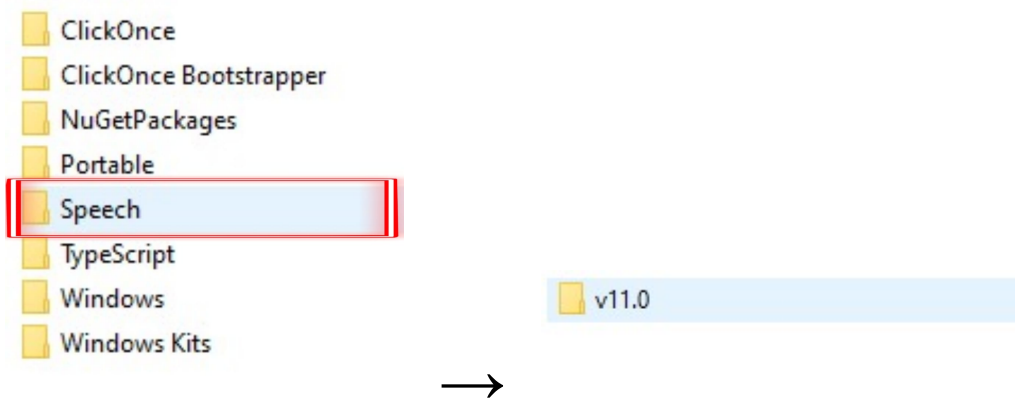 ClickOnce
ClickOnce Bootstrapper
NuGetPackages
Portable
Speech
TypeScript
Windows
Windows Kits
→
v11.0